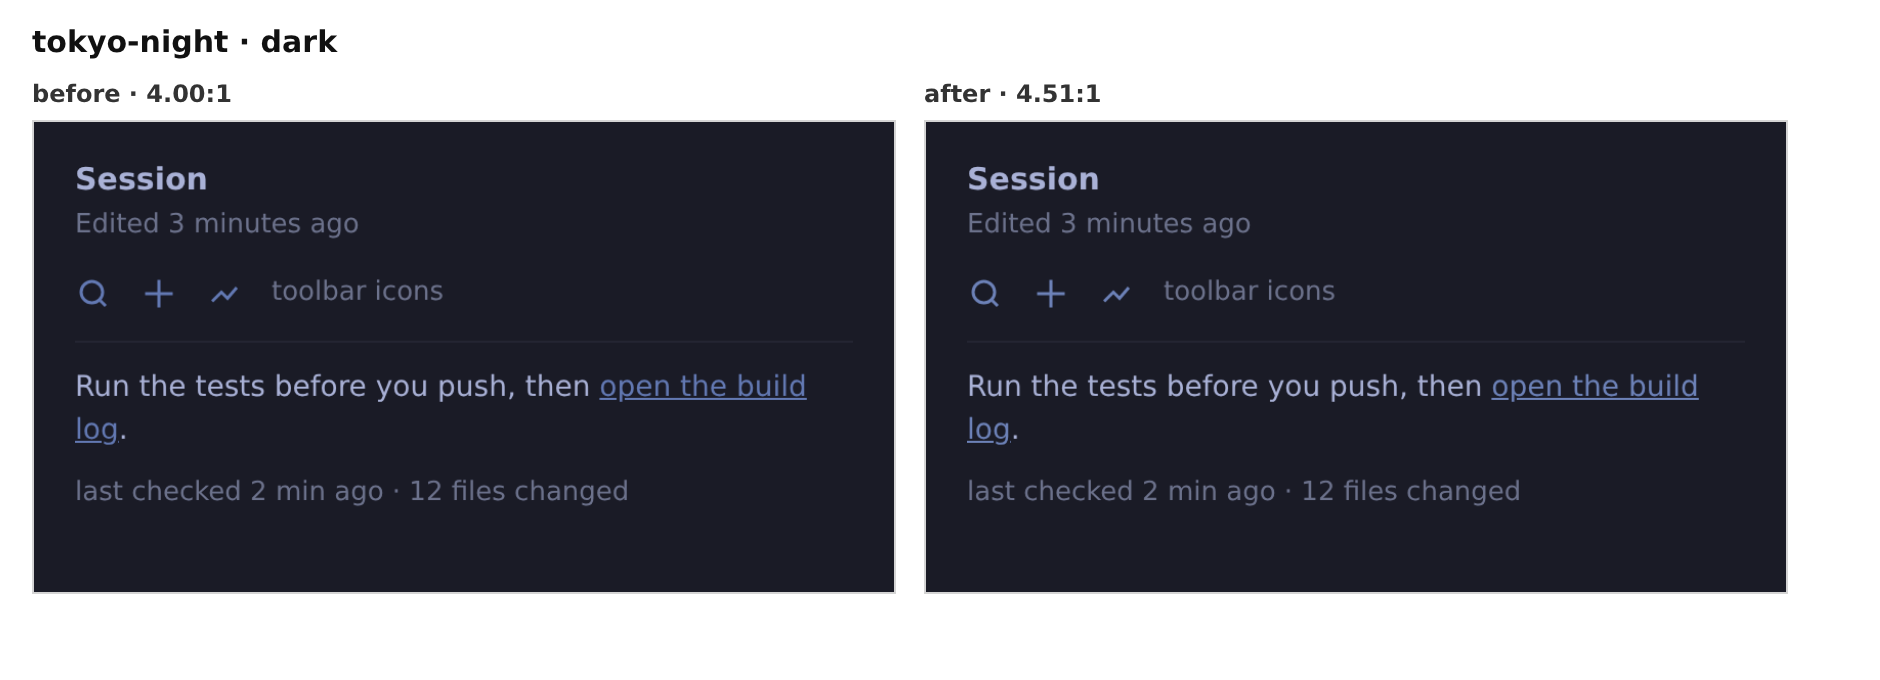 tokyo-night · dark
before · 4.00:1
Session
Edited 3 minutes ago
toolbar icons
Run the tests before you push, then open the build
log.
last checked 2 min ago · 12 files changed
after · 4.51:1
Session
Edited 3 minutes ago
toolbar icons
Run the tests before you push, then open the build
log.
last checked 2 min ago · 12 files changed